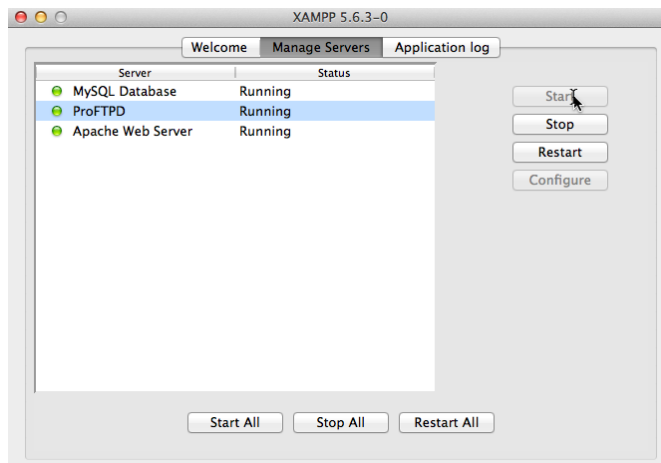 XAMPP 5.6.3-0
Welcome Manage Servers Application log
Server Status
MySQL Database Running
ProFTPD Running
Apache Web Server Running
Start
Stop
Restart
Configure
Start All Stop All Restart All